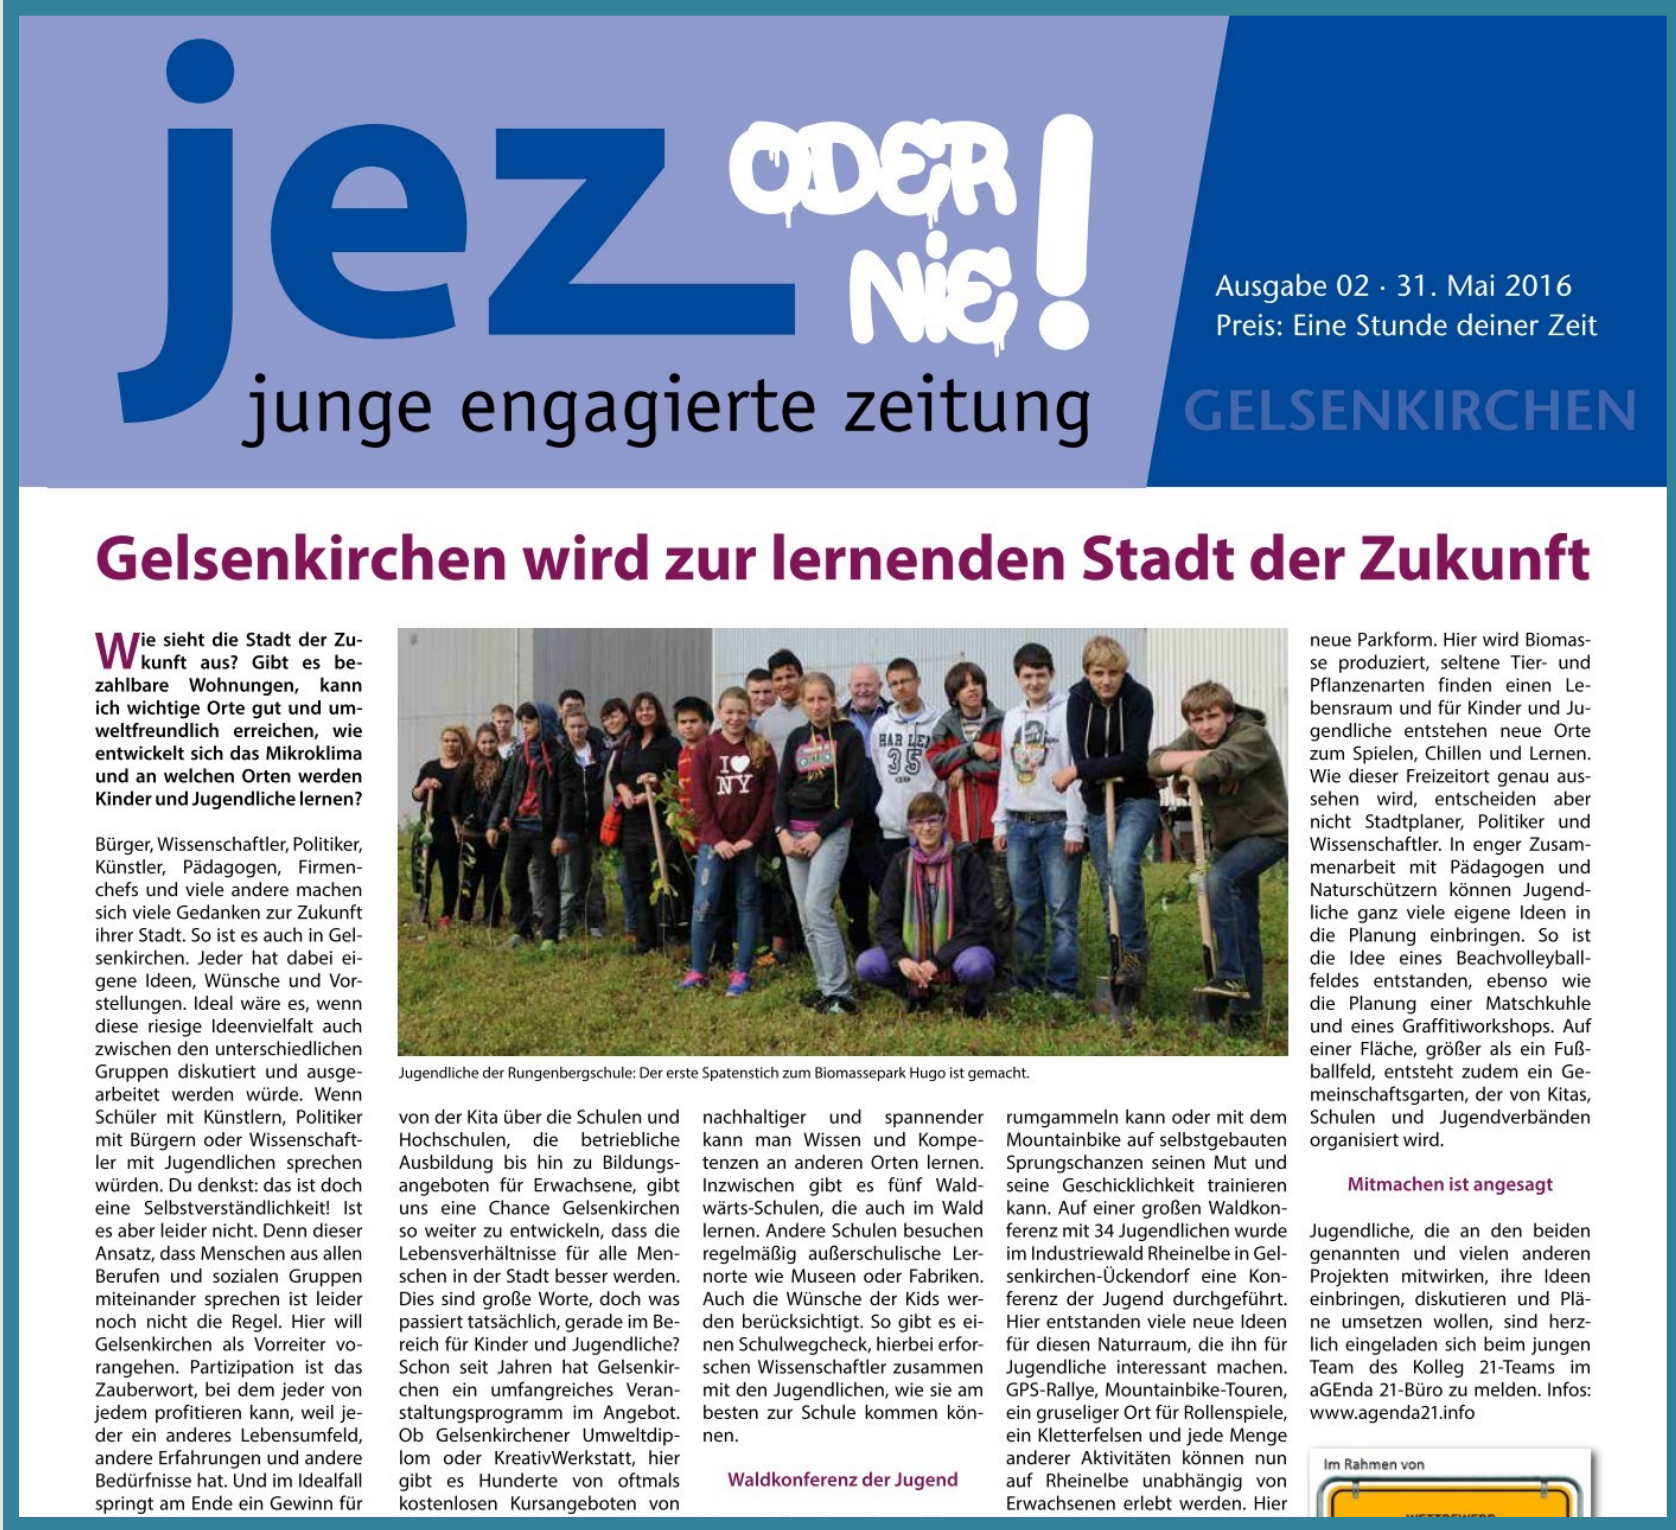 jez ODER NIE!
junge engagierte zeitung
Ausgabe 02 · 31. Mai 2016
Preis: Eine Stunde deiner Zeit
GELSENKIRCHEN
Gelsenkirchen wird zur lernenden Stadt der Zukunft
Wie sieht die Stadt der Zu-
kunft aus? Gibt es be-
zahlbare Wohnungen, kann
ich wichtige Orte gut und um-
weltfreundlich erreichen, wie
entwickelt sich das Mikroklima
und an welchen Orten werden
Kinder und Jugendliche lernen?
Bürger, Wissenschaftler, Politiker,
Künstler, Pädagogen, Firmen-
chefs und viele andere machen
sich viele Gedanken zur Zukunft
ihrer Stadt. So ist es auch in Gel-
senkirchen. Jeder hat dabei ei-
gene Ideen, Wünsche und Vor-
stellungen. Ideal wäre es, wenn
diese riesige Ideenvielfalt auch
zwischen den unterschiedlichen
Gruppen diskutiert und ausge-
arbeitet werden würde. Wenn
Schüler mit Künstlern, Politiker
mit Bürgern oder Wissenschaft-
ler mit Jugendlichen sprechen
würden. Du denkst: das ist doch
eine Selbstverständlichkeit! Ist
es aber leider nicht. Denn dieser
Ansatz, dass Menschen aus allen
Berufen und sozialen Gruppen
miteinander sprechen ist leider
noch nicht die Regel. Hier will
Gelsenkirchen als Vorreiter vo-
rangehen. Partizipation ist das
Zauberwort, bei dem jeder von
jedem profitieren kann, weil je-
der ein anderes Lebensumfeld,
andere Erfahrungen und andere
Bedürfnisse hat. Und im Idealfall
springt am Ende ein Gewinn für
I NY
HAR LEM
35
Jugendliche der Rungenbergschule: Der erste Spatenstich zum Biomassepark Hugo ist gemacht.
von der Kita über die Schulen und
Hochschulen, die betriebliche
Ausbildung bis hin zu Bildungs-
angeboten für Erwachsene, gibt
uns eine Chance Gelsenkirchen
so weiter zu entwickeln, dass die
Lebensverhältnisse für alle Men-
schen in der Stadt besser werden.
Dies sind große Worte, doch was
passiert tatsächlich, gerade im Be-
reich für Kinder und Jugendliche?
Schon seit Jahren hat Gelsenkir-
chen ein umfangreiches Veran-
staltungsprogramm im Angebot.
Ob Gelsenkirchener Umweltdip-
lom oder KreativWerkstatt, hier
gibt es Hunderte von oftmals
kostenlosen Kursangeboten von
nachhaltiger und spannender
kann man Wissen und Kompe-
tenzen an anderen Orten lernen.
Inzwischen gibt es fünf Wald-
wärts-Schulen, die auch im Wald
lernen. Andere Schulen besuchen
regelmäßig außerschulische Ler-
norte wie Museen oder Fabriken.
Auch die Wünsche der Kids wer-
den berücksichtigt. So gibt es ei-
nen Schulwegcheck, hierbei erfor-
schen Wissenschaftler zusammen
mit den Jugendlichen, wie sie am
besten zur Schule kommen kön-
nen.
Waldkonferenz der Jugend
rumgammeln kann oder mit dem
Mountainbike auf selbstgebauten
Sprungschanzen seinen Mut und
seine Geschicklichkeit trainieren
kann. Auf einer großen Waldkon-
ferenz mit 34 Jugendlichen wurde
im Industriewald Rheinelbe in Gel-
senkirchen-Ückendorf eine Kon-
ferenz der Jugend durchgeführt.
Hier entstanden viele neue Ideen
für diesen Naturraum, die ihn für
Jugendliche interessant machen.
GPS-Rallye, Mountainbike-Touren,
ein gruseliger Ort für Rollenspiele,
ein Kletterfelsen und jede Menge
anderer Aktivitäten können nun
auf Rheinelbe unabhängig von
Erwachsenen erlebt werden. Hier
neue Parkform. Hier wird Biomas-
se produziert, seltene Tier- und
Pflanzenarten finden einen Le-
bensraum und für Kinder und Ju-
gendliche entstehen neue Orte
zum Spielen, Chillen und Lernen.
Wie dieser Freizeitort genau aus-
sehen wird, entscheiden aber
nicht Stadtplaner, Politiker und
Wissenschaftler. In enger Zusam-
menarbeit mit Pädagogen und
Naturschützern können Jugend-
liche ganz viele eigene Ideen in
die Planung einbringen. So ist
die Idee eines Beachvolleyball-
feldes entstanden, ebenso wie
die Planung einer Matschkuhle
und eines Graffitiworkshops. Auf
einer Fläche, größer als ein Fuß-
ballfeld, entsteht zudem ein Ge-
meinschaftsgarten, der von Kitas,
Schulen und Jugendverbänden
organisiert wird.
Mitmachen ist angesagt
Jugendliche, die an den beiden
genannten und vielen anderen
Projekten mitwirken, ihre Ideen
einbringen, diskutieren und Plä-
ne umsetzen wollen, sind herz-
lich eingeladen sich beim jungen
Team des Kolleg 21-Teams im
aGEnda 21-Büro zu melden. Infos:
www.agenda21.info
Im Rahmen von